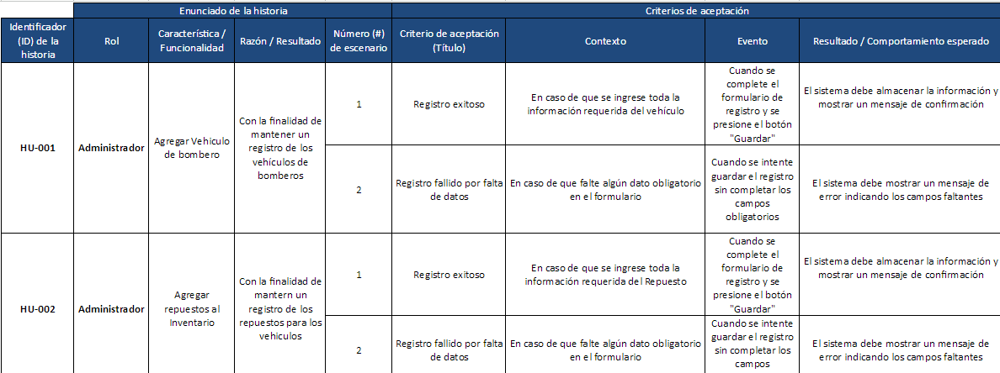 Enunciado de la historia
Criterios de aceptación
Identificador
(ID) de la
historia
Rol
Característica /
Funcionalidad
Razón / Resultado
Número (#)
de escenario
Criterio de aceptación
(Título)
Contexto
Evento
Resultado / Comportamiento esperado
HU-001
Administrador
Agregar Vehiculo
de bombero
Con la finalidad de
mantener un
registro de los
vehículos de
bomberos
1
Registro exitoso
En caso de que se ingrese toda la
información requerida del vehículo
Cuando se
complete el
formulario de
registro y se
presione el botón
"Guardar"
El sistema debe almacenar la información y
mostrar un mensaje de confirmación
2
Registro fallido por falta
de datos
En caso de que falte algún dato obligatorio
en el formulario
Cuando se intente
guardar el registro
sin completar los
campos
obligatorios
El sistema debe mostrar un mensaje de
error indicando los campos faltantes
HU-002
Administrador
Agregar
repuestos al
Inventario
Con la finalidad de
mantern un
registro de los
repuestos para los
vehiculos
1
Registro exitoso
En caso de que se ingrese toda la
información requerida del Repuesto
Cuando se
complete el
formulario de
registro y se
presione el botón
"Guardar"
El sistema debe almacenar la información y
mostrar un mensaje de confirmación
2
Registro fallido por falta
de datos
En caso de que falte algún dato obligatorio
en el formulario
Cuando se intente
guardar el registro
sin completar los
campos
El sistema debe mostrar un mensaje de
error indicando los campos faltantes